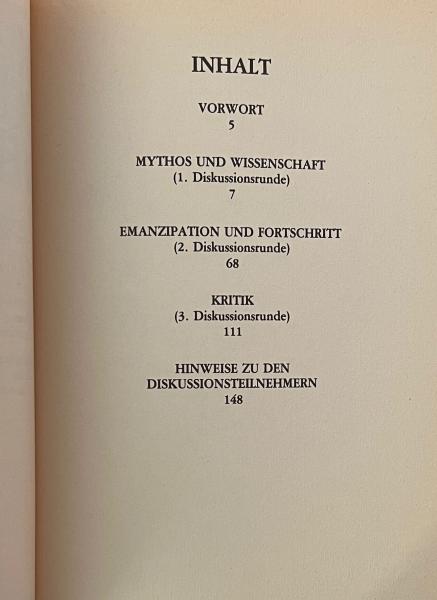 INHALT
VORWORT
5
MYTHOS UND WISSENSCHAFT
(1. Diskussionsrunde)
7
EMANZIPATION UND FORTSCHRITT
(2. Diskussionsrunde)
68
KRITIK
(3. Diskussionsrunde)
111
HINWEISE ZU DEN
DISKUSSIONSTEILNEHMERN
148